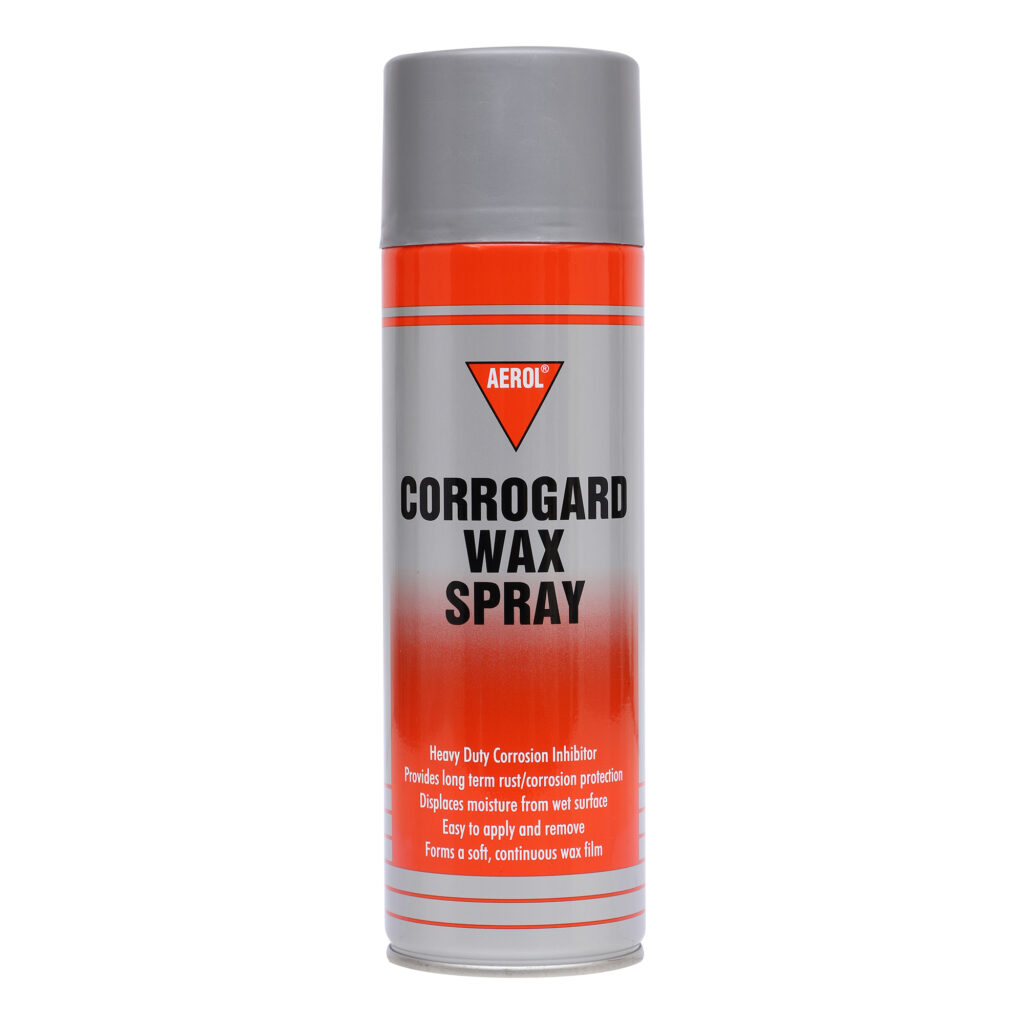 AEROL®
CORROGARD
WAX
SPRAY
Heavy Duty Corrosion Inhibitor
Provides long term rust/corrosion protection
Displaces moisture from wet surface
Easy to apply and remove
Forms a soft, continuous wax film